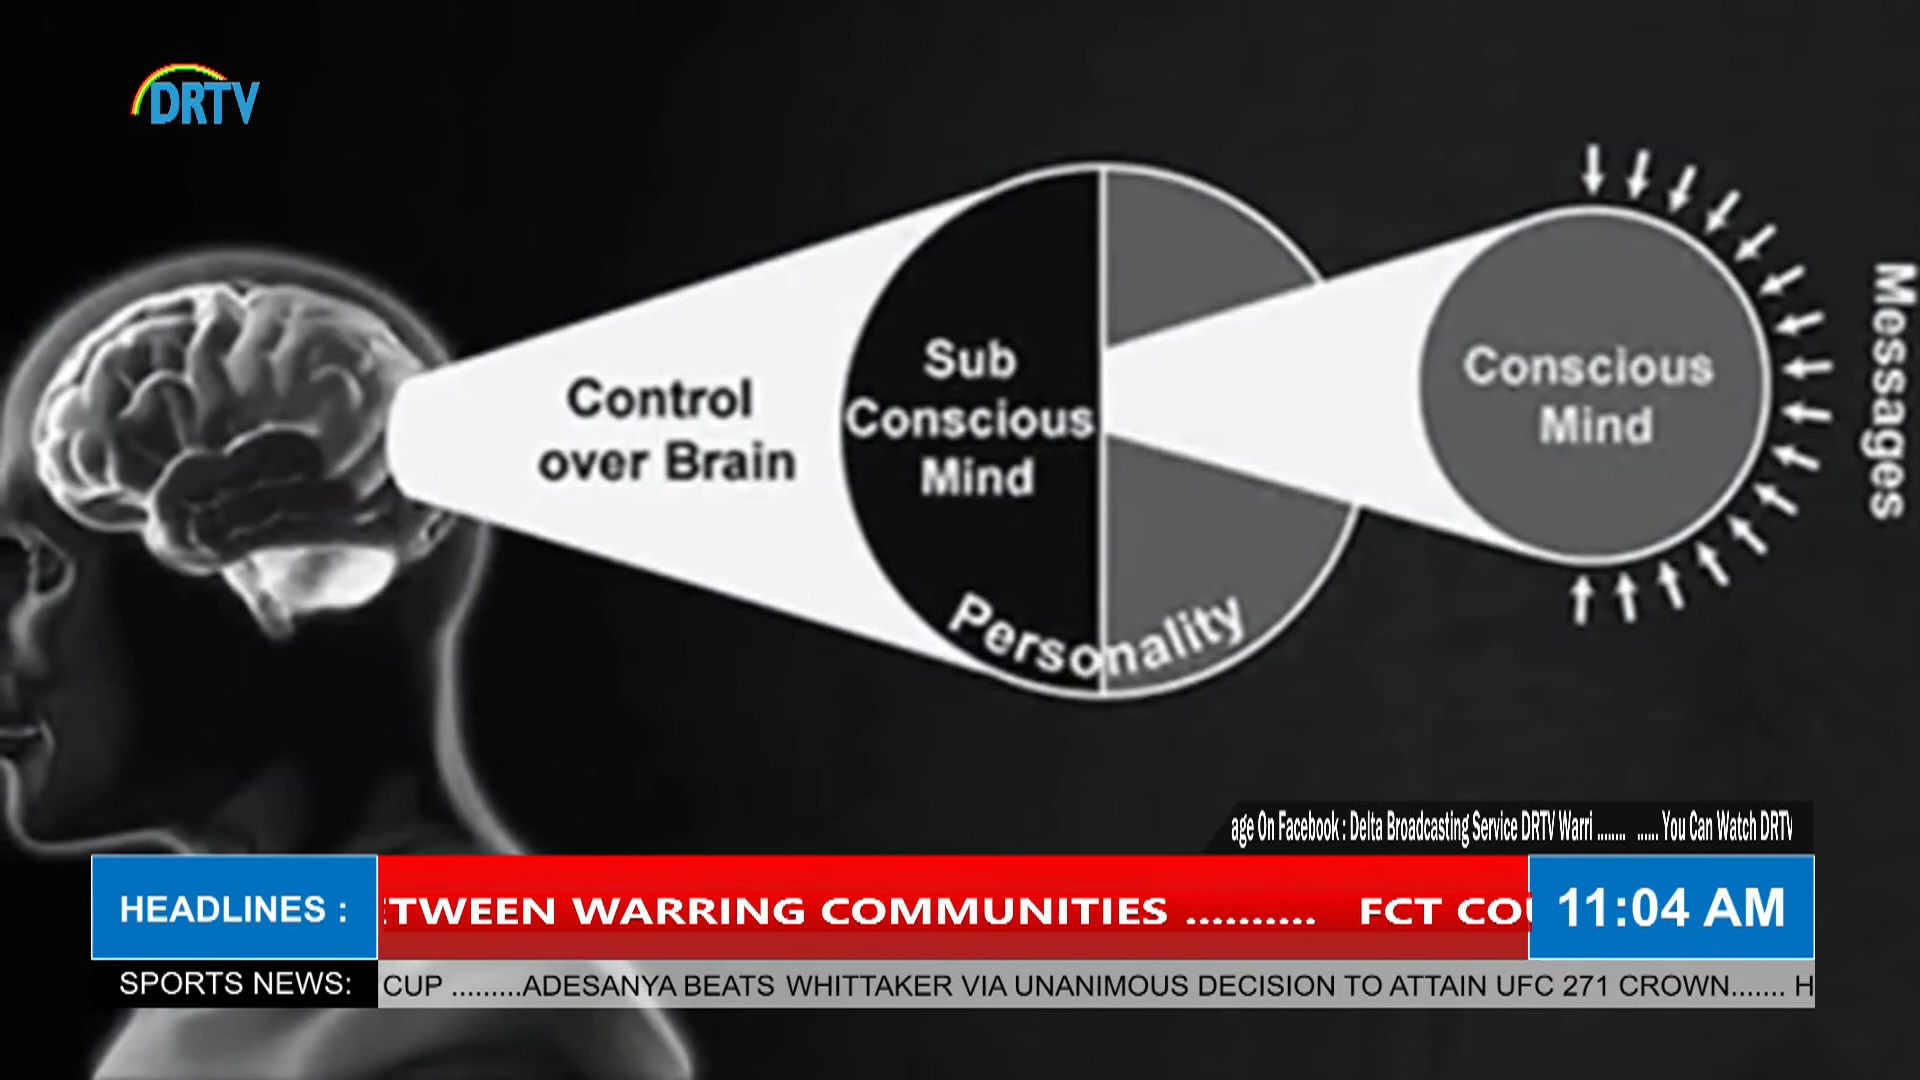 DRTV
Messages
Sub
Conscious
Mind
Conscious
Mind
Control
over Brain
Personality
age On Facebook : Delta Broadcasting Service DRTV Warri ........ ...... You Can Watch DRTV
HEADLINES :
TWEEN WARRING COMMUNITIES .......... FCT COU
11:04 AM
SPORTS NEWS:
CUP .........ADESANYA BEATS WHITTAKER VIA UNANIMOUS DECISION TO ATTAIN UFC 271 CROWN....... H